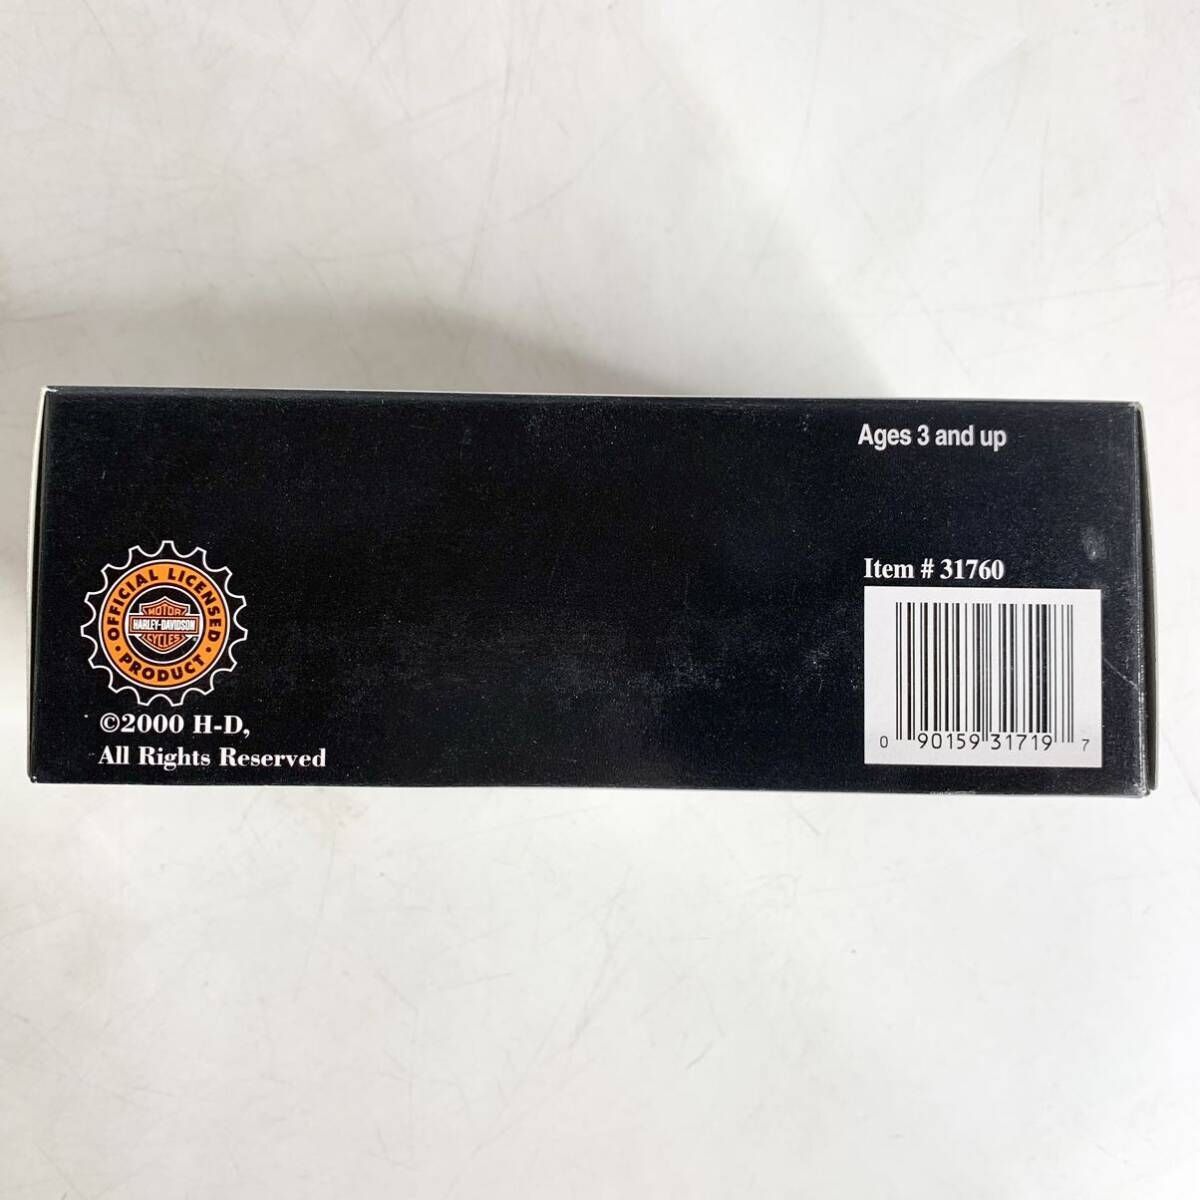 Ages 3 and up
Item # 31760
0 90159 31719 7
OFFICIAL LICENSED
MOTOR
HARLEY-DAVIDSON
CYCLES
• PRODUCT •
©2000 H-D,
All Rights Reserved